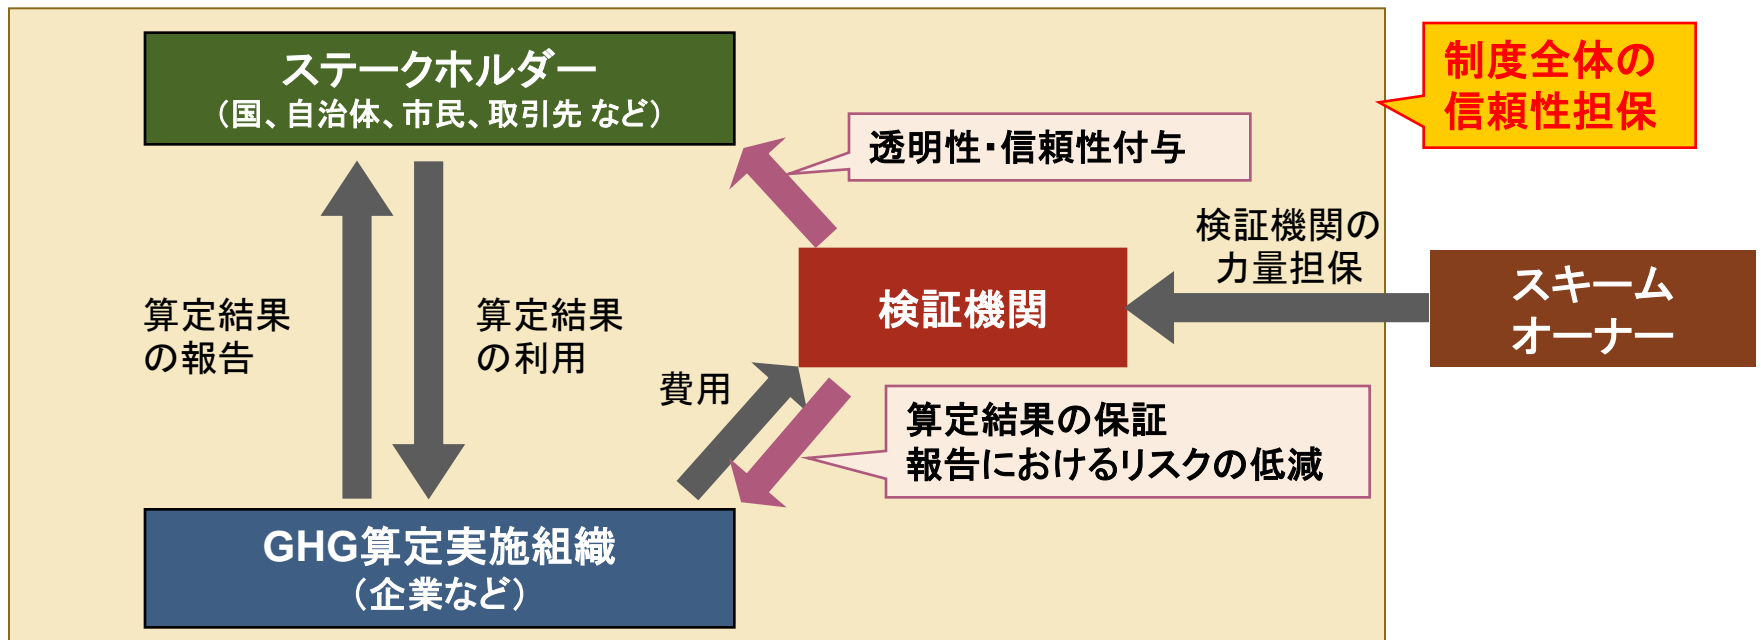 ステークホルダー
（国、自治体、市民、取引先 など）
制度全体の
信頼性担保
透明性・信頼性付与
検証機関の
力量担保
検証機関
スキーム
オーナー
算定結果
の報告
算定結果
の利用
費用
算定結果の保証
報告におけるリスクの低減
GHG算定実施組織
（企業など）